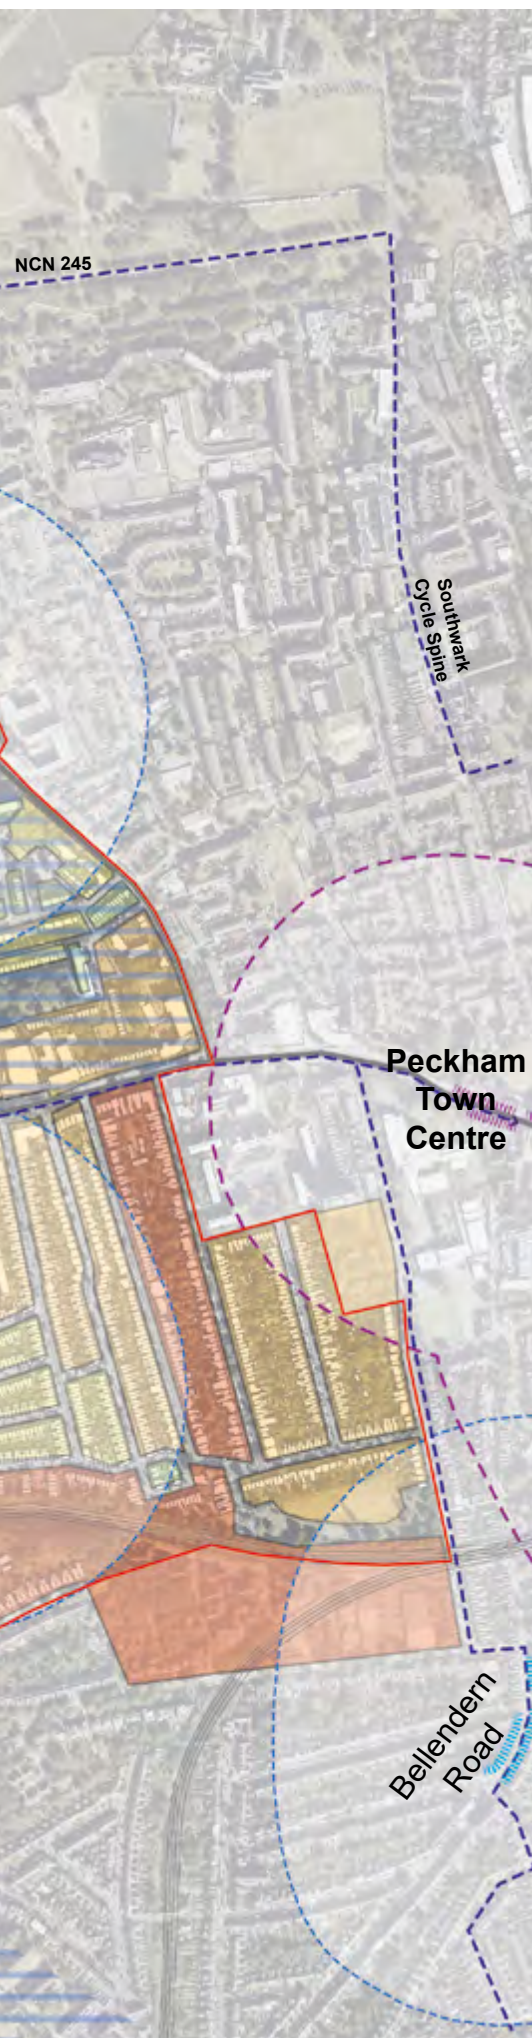 NCN 245
Southwark
Cycle Spine
Peckham
Town
Centre
Bellendern
Road